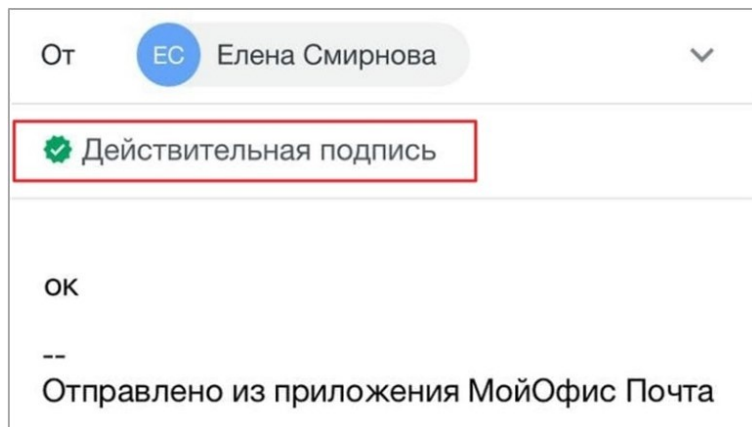 От ЕС Елена Смирнова
Действительная подпись
ок
--
Отправлено из приложения МойОфис Почта